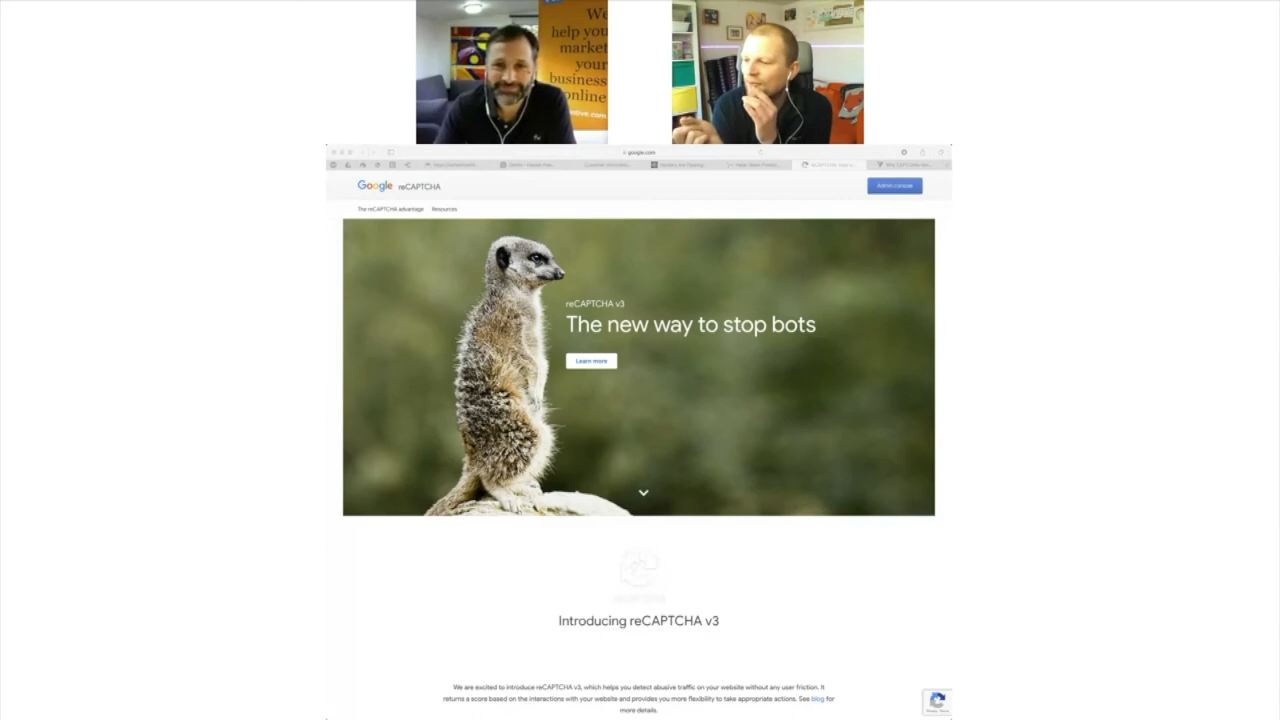 We
help you
market
your
business
online
google.com
Google reCAPTCHA
Admin console
The reCAPTCHA advantage Resources
reCAPTCHA v3
The new way to stop bots
Learn more
Introducing reCAPTCHA v3
We are excited to introduce reCAPTCHA v3, which helps you detect abusive traffic on your website without any user friction. It
returns a score based on the interactions with your website and provides you more flexibility to take appropriate actions. See blog for
more details.